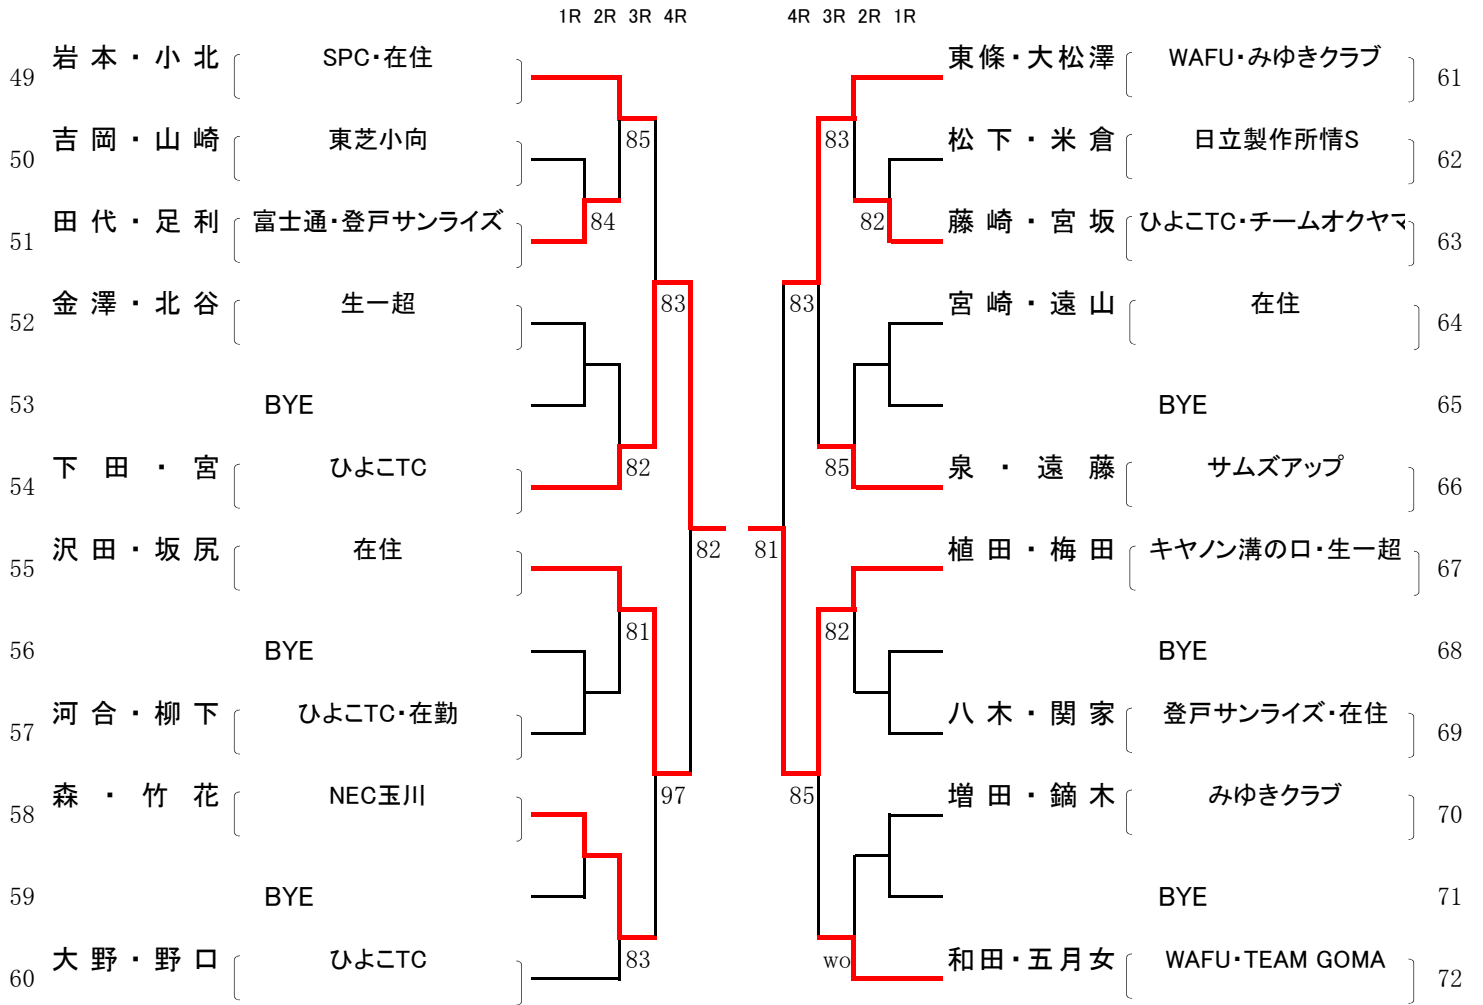 1R 2R 3R 4R 4R 3R 2R 1R
49 岩本・小北 SPC・在住 東條・大松澤 WAFU・みゆきクラブ 61
85 83
50 吉岡・山崎 東芝小向 松下・米倉 日立製作所情S 62
84 82
51 田代・足利 富士通・登戸サンライズ 藤崎・宮坂 ひよこTC・チームオクヤマ 63
52 金澤・北谷 生一超 83 83 宮崎・遠山 在住 64
53 BYE BYE 65
54 下田・宮 ひよこTC 82 85 泉・遠藤 サムズアップ 66
82 81
55 沢田・坂尻 在住 植田・梅田 キヤノン溝の口・生一超 67
81 82
56 BYE BYE 68
57 河合・柳下 ひよこTC・在勤 八木・関家 登戸サンライズ・在住 69
58 森・竹花 NEC玉川 97 85 増田・鏑木 みゆきクラブ 70
59 BYE BYE 71
60 大野・野口 ひよこTC 83 wo 和田・五月女 WAFU・TEAM GOMA 72